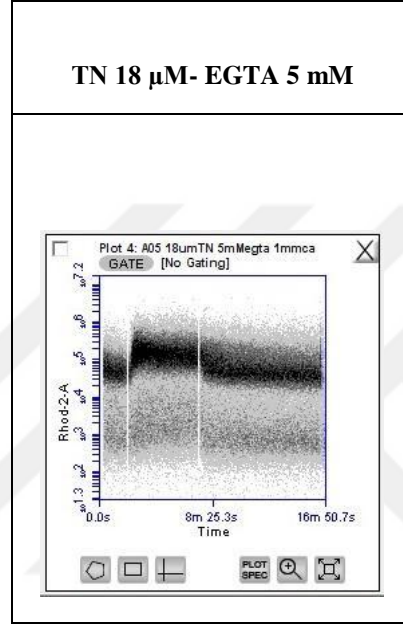 TN 18 µM- EGTA 5 mM
Plot 4: A05 18umTN 5mMegta 1mmca
GATE [No Gating]
Rhod-2-A
10^7.2
10^6
10^5
10^4
10^3
10^2
10^1.3
0.0s 8m 25.3s 16m 50.7s
Time
PLOT
SPEC